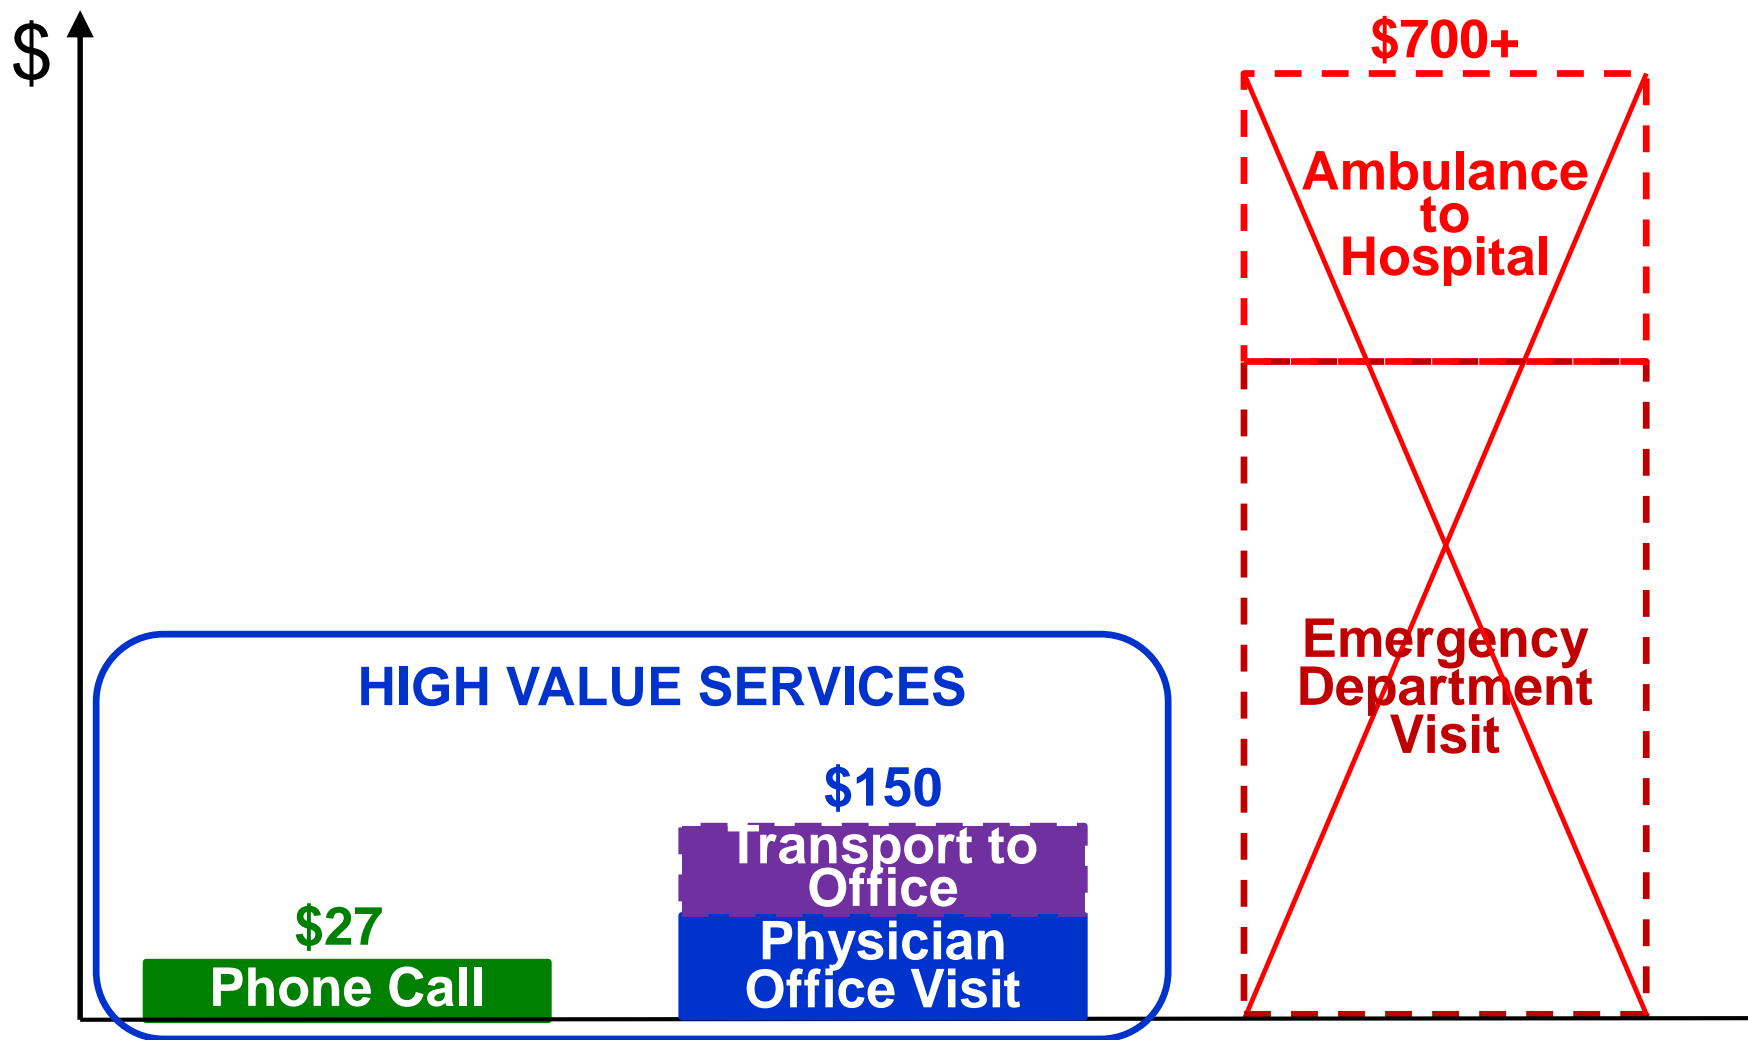 $
$700+
Ambulance
to
Hospital
Emergency
Department
Visit
HIGH VALUE SERVICES
$150
Transport to
Office
Physician
Office Visit
$27
Phone Call